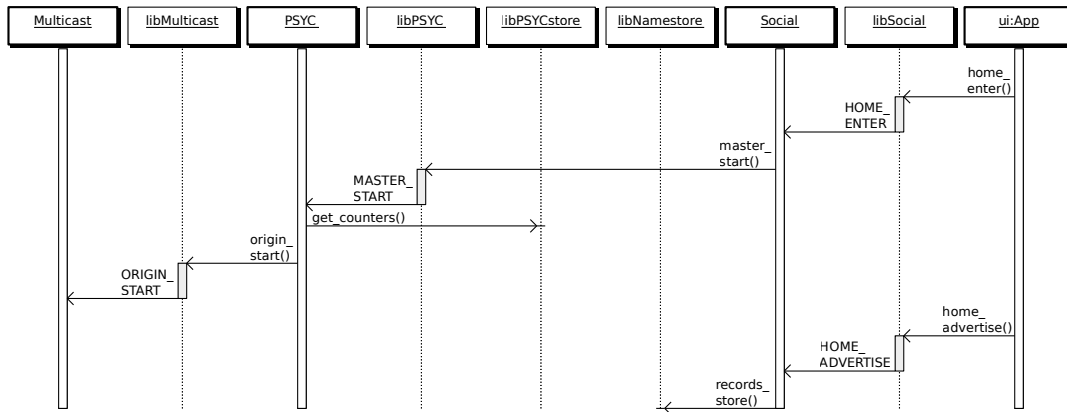 Multicast
libMulticast
PSYC
libPSYC
libPSYCstore
libNamestore
Social
libSocial
ui:App
home_
enter()
HOME_
ENTER
master_
start()
MASTER_
START
get_counters()
origin_
start()
ORIGIN_
START
home_
advertise()
HOME_
ADVERTISE
records_
store()